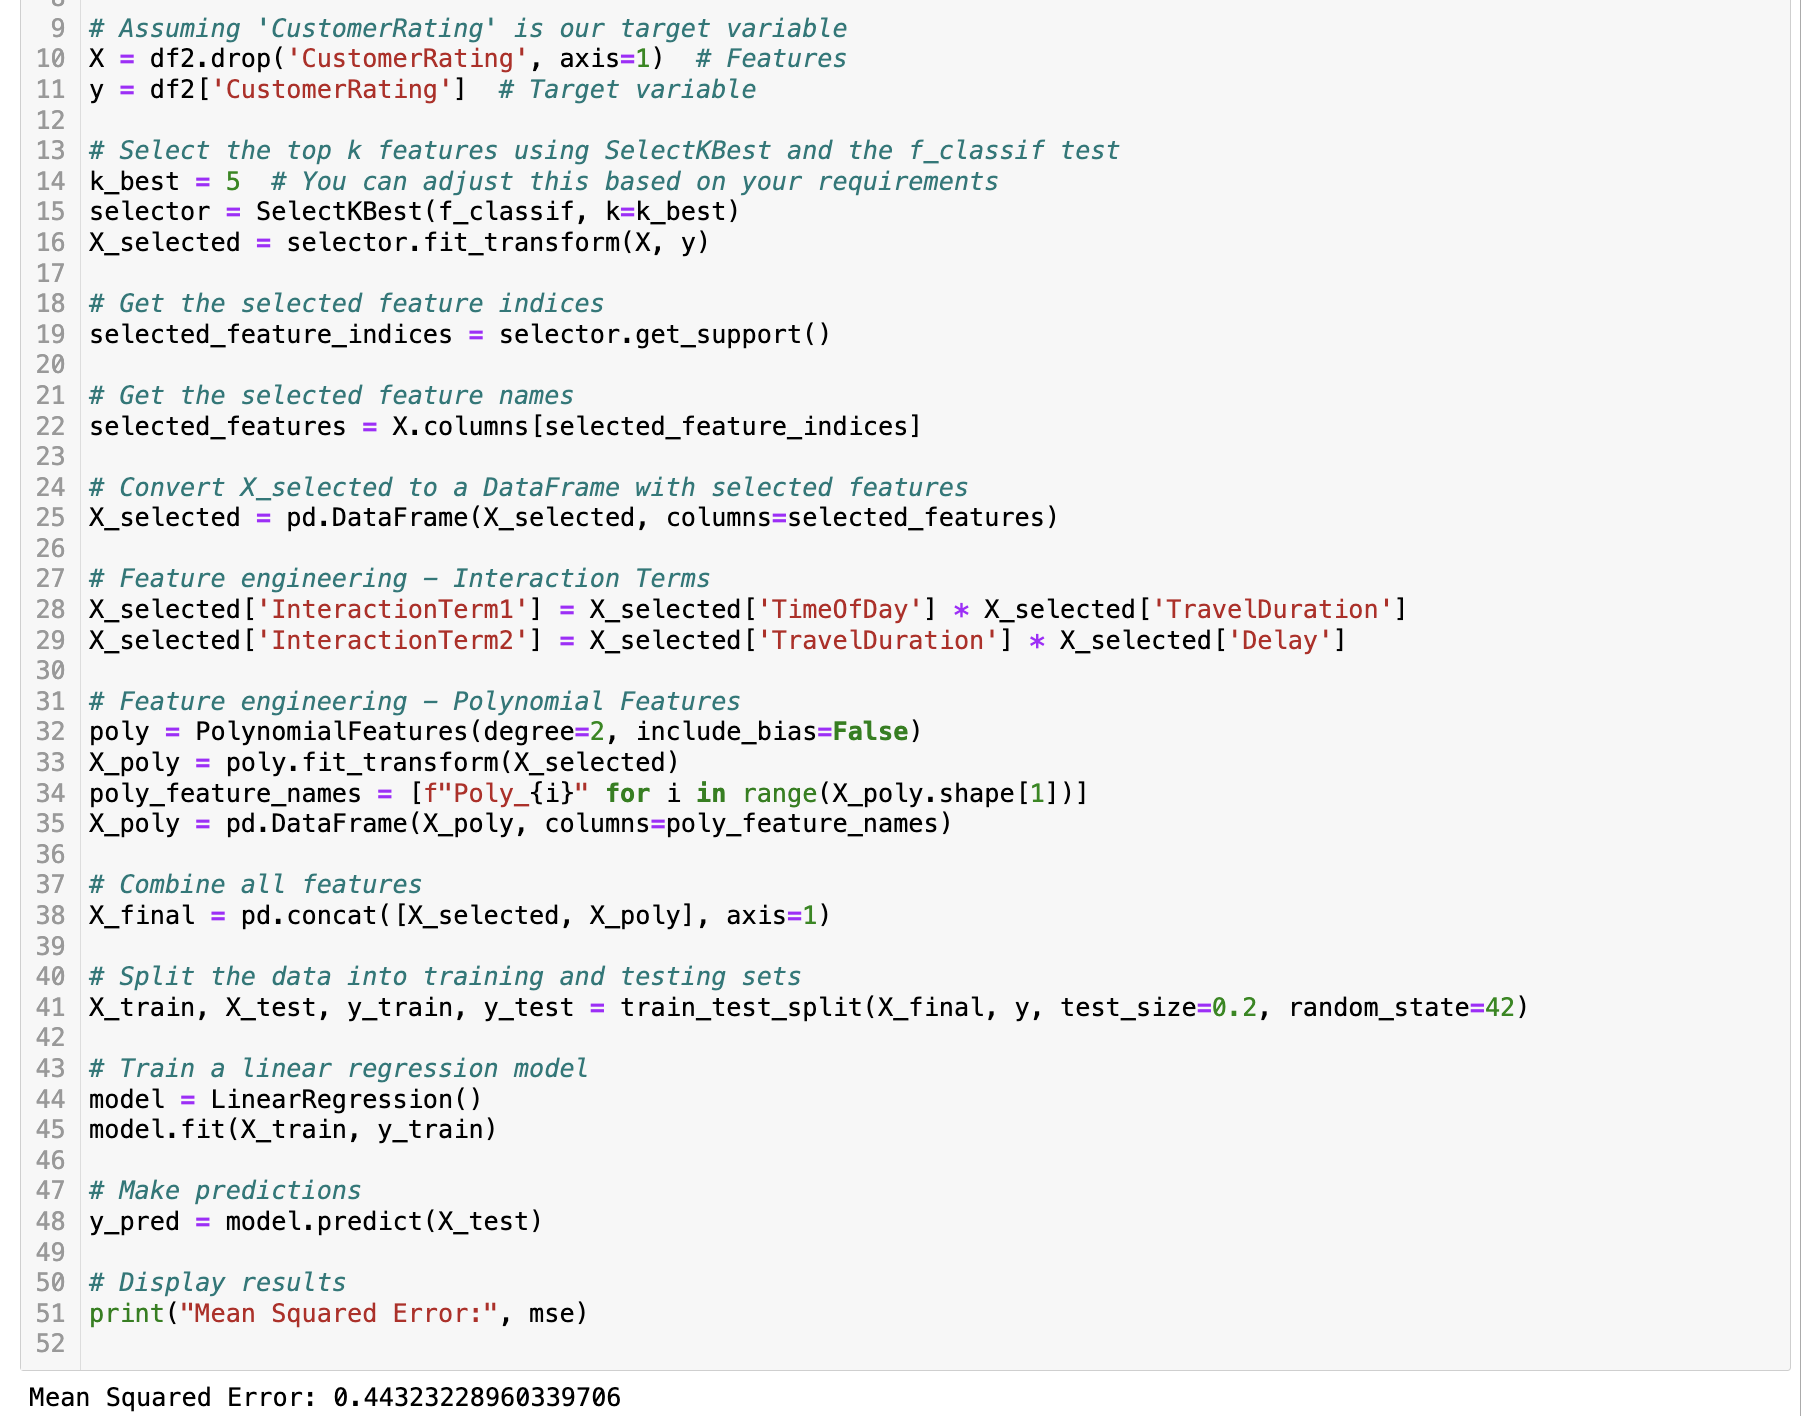 9 # Assuming 'CustomerRating' is our target variable
10 X = df2.drop('CustomerRating', axis=1)  # Features
11 y = df2['CustomerRating']  # Target variable
12
13 # Select the top k features using SelectKBest and the f_classif test
14 k_best = 5  # You can adjust this based on your requirements
15 selector = SelectKBest(f_classif, k=k_best)
16 X_selected = selector.fit_transform(X, y)
17
18 # Get the selected feature indices
19 selected_feature_indices = selector.get_support()
20
21 # Get the selected feature names
22 selected_features = X.columns[selected_feature_indices]
23
24 # Convert X_selected to a DataFrame with selected features
25 X_selected = pd.DataFrame(X_selected, columns=selected_features)
26
27 # Feature engineering – Interaction Terms
28 X_selected['InteractionTerm1'] = X_selected['TimeOfDay'] * X_selected['TravelDuration']
29 X_selected['InteractionTerm2'] = X_selected['TravelDuration'] * X_selected['Delay']
30
31 # Feature engineering – Polynomial Features
32 poly = PolynomialFeatures(degree=2, include_bias=False)
33 X_poly = poly.fit_transform(X_selected)
34 poly_feature_names = [f"Poly_{i}" for i in range(X_poly.shape[1])]
35 X_poly = pd.DataFrame(X_poly, columns=poly_feature_names)
36
37 # Combine all features
38 X_final = pd.concat([X_selected, X_poly], axis=1)
39
40 # Split the data into training and testing sets
41 X_train, X_test, y_train, y_test = train_test_split(X_final, y, test_size=0.2, random_state=42)
42
43 # Train a linear regression model
44 model = LinearRegression()
45 model.fit(X_train, y_train)
46
47 # Make predictions
48 y_pred = model.predict(X_test)
49
50 # Display results
51 print("Mean Squared Error:", mse)
52
Mean Squared Error: 0.44323228960339706